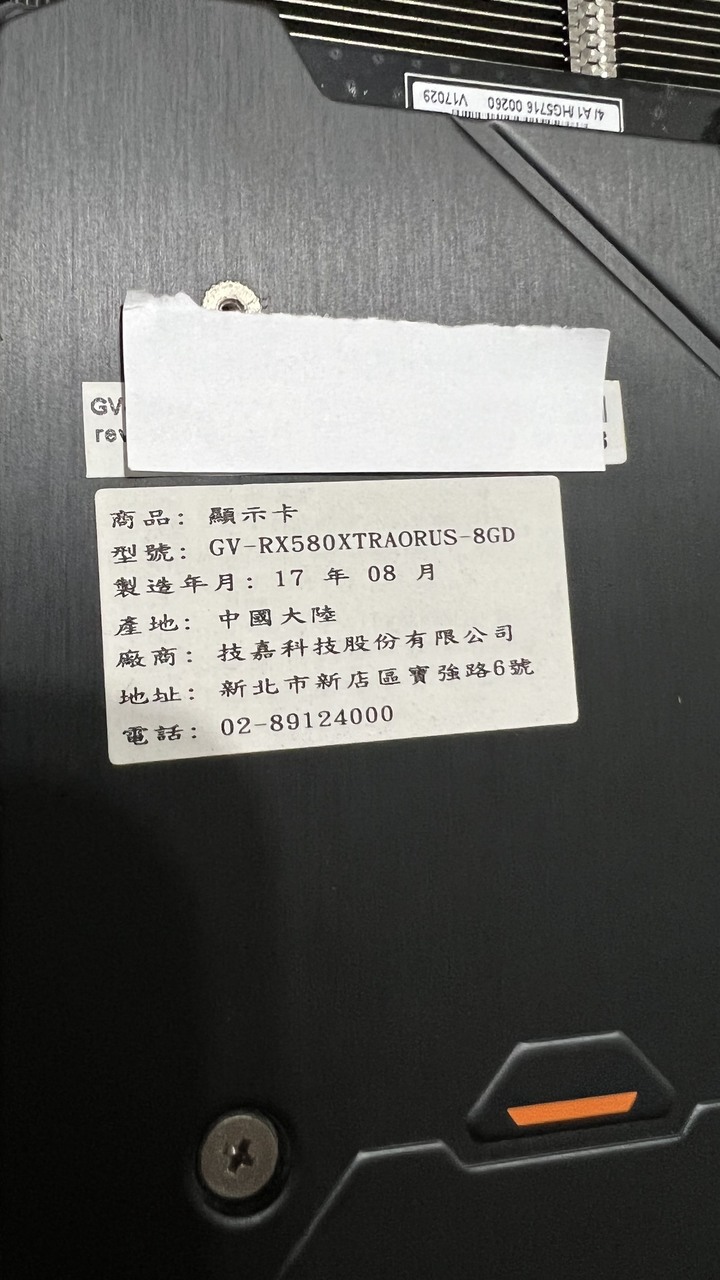 4I A1 HG5716 00260 V17029
GV
rev
商品: 顯示卡
型號: GV-RX580XTRAORUS-8GD
製造年月: 17 年 08 月
產地: 中國大陸
廠商: 技嘉科技股份有限公司
地址: 新北市新店區寶強路6號
電話: 02-89124000